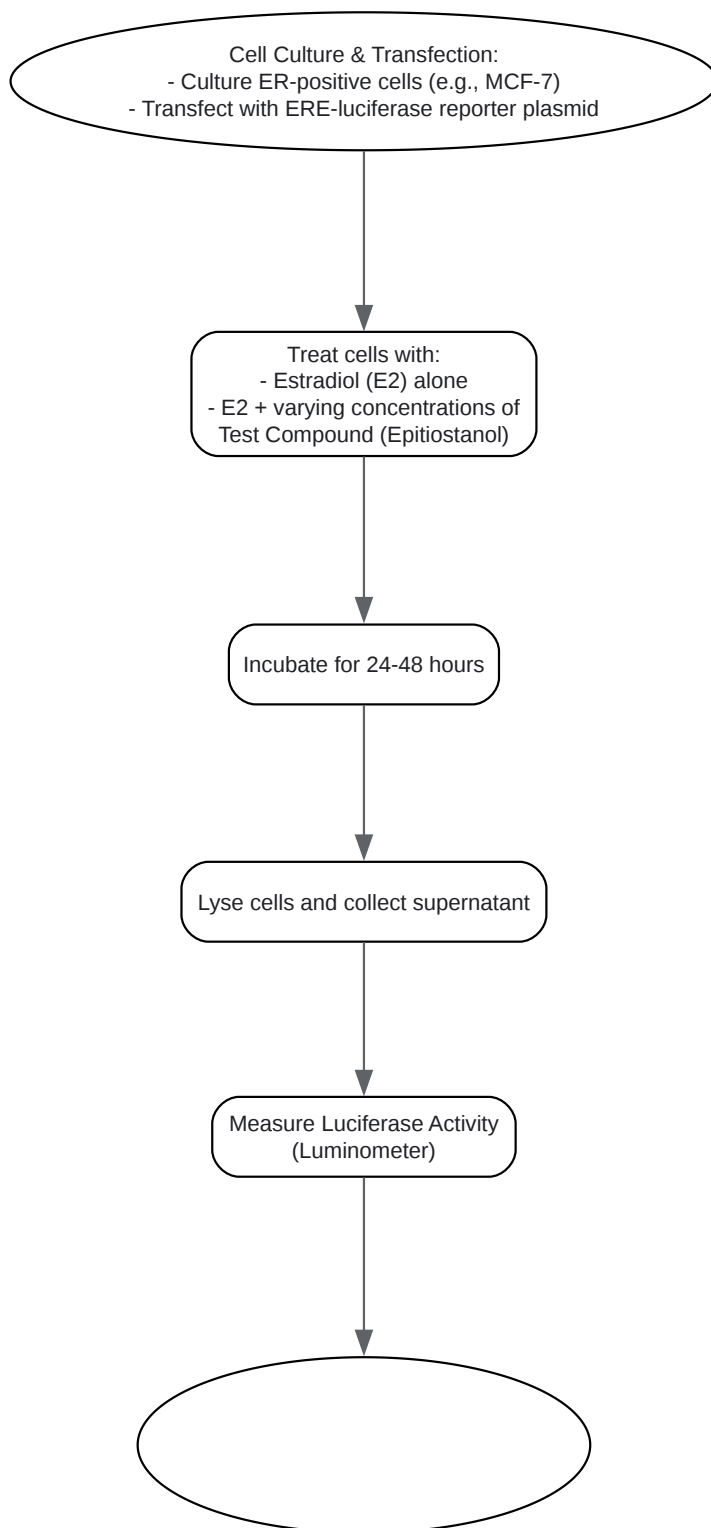 Cell Culture & Transfection:
- Culture ER-positive cells (e.g., MCF-7)
- Transfect with ERE-luciferase reporter plasmid
Treat cells with:
- Estradiol (E2) alone
- E2 + varying concentrations of
Test Compound (Epitiostanol)
Incubate for 24-48 hours
Lyse cells and collect supernatant
Measure Luciferase Activity
(Luminometer)